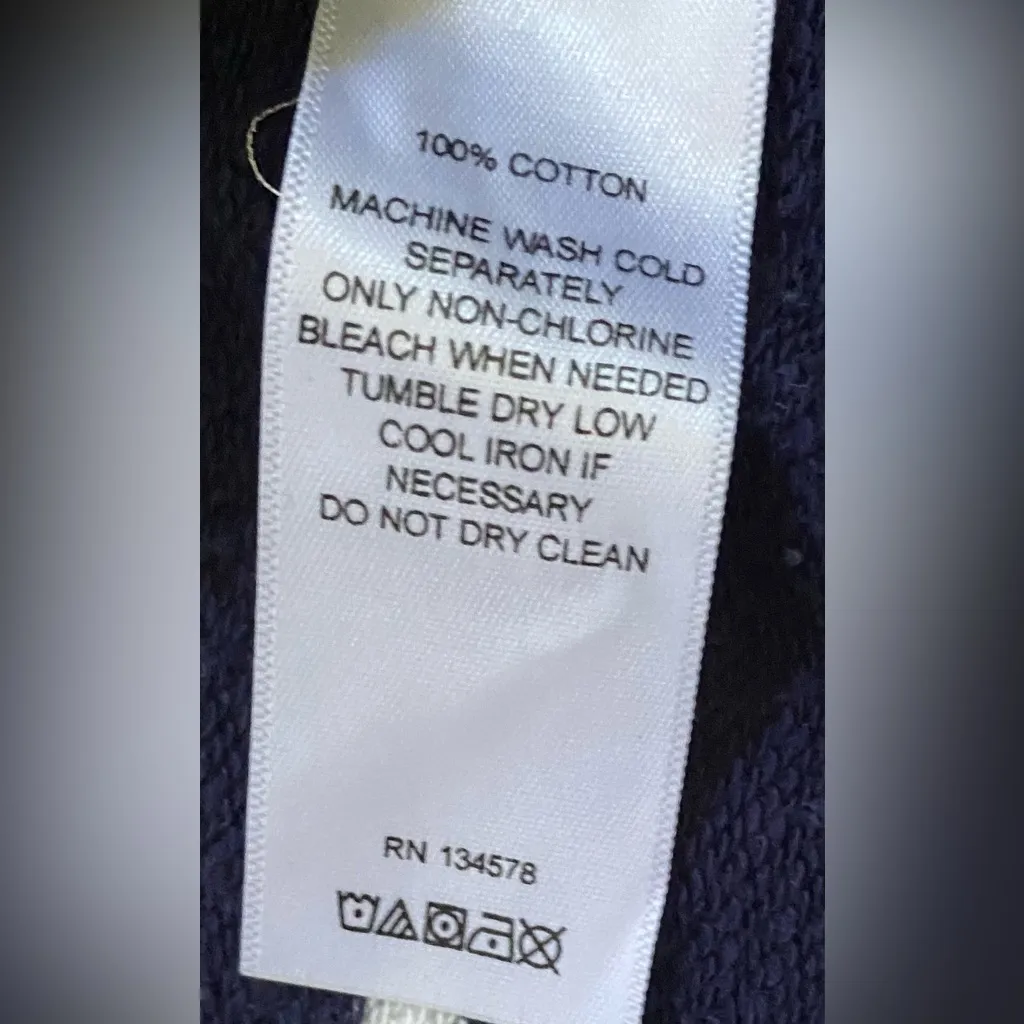 100% COTTON
MACHINE WASH COLD
SEPARATELY
ONLY NON-CHLORINE
BLEACH WHEN NEEDED
TUMBLE DRY LOW
COOL IRON IF
NECESSARY
DO NOT DRY CLEAN
RN 134578